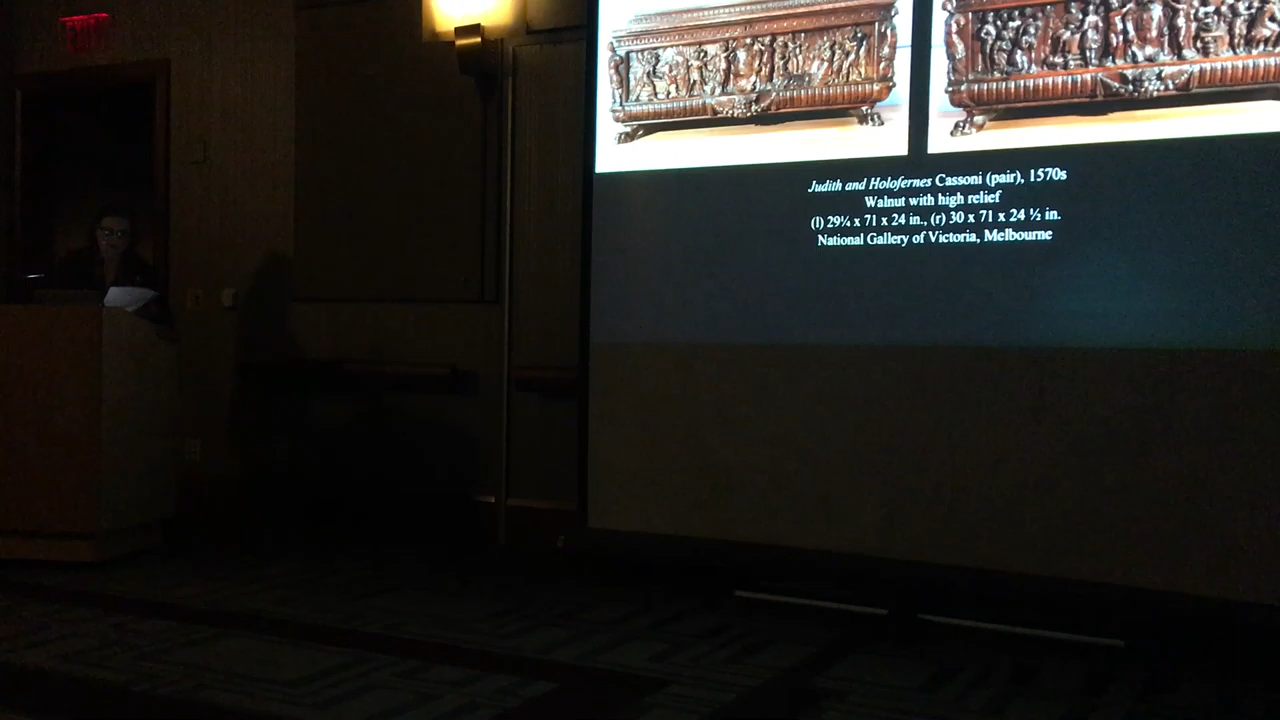 EXIT
Judith and Holofernes Cassoni (pair), 1570s
Walnut with high relief
(l) 29¼ x 71 x 24 in., (r) 30 x 71 x 24 ½ in.
National Gallery of Victoria, Melbourne